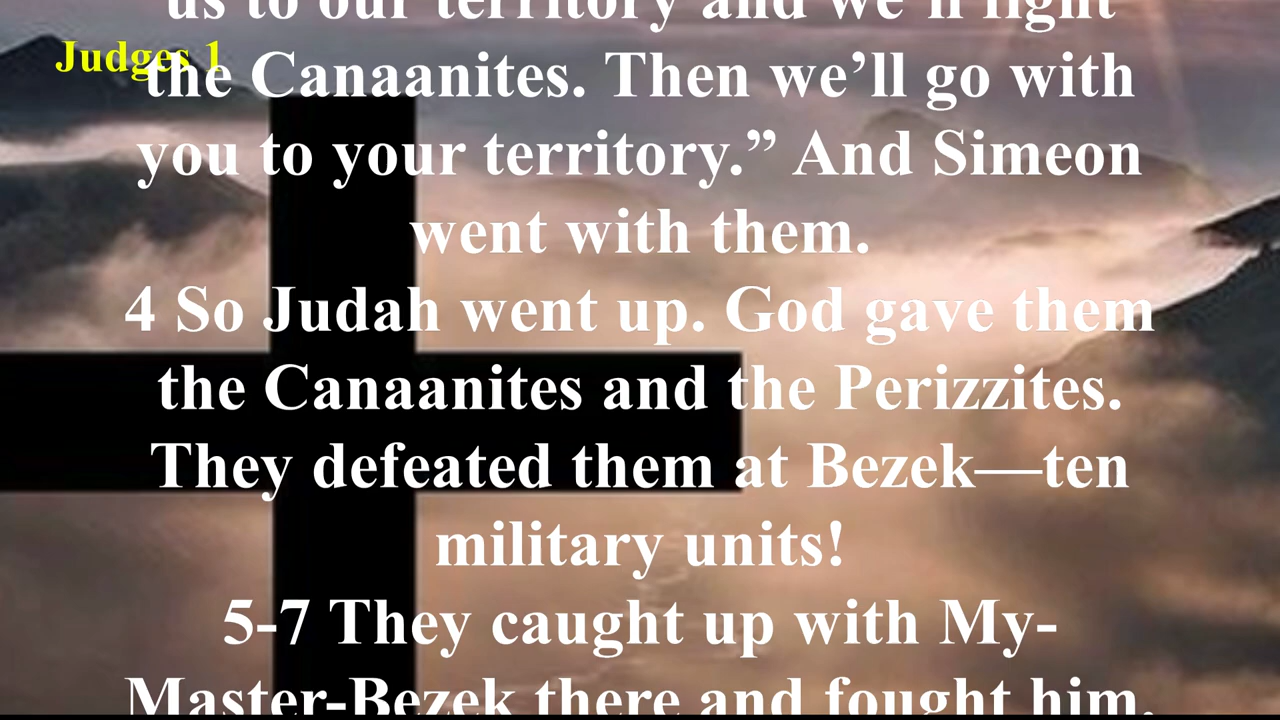 us to our territory and we'll fight
Judges 1
the Canaanites. Then we’ll go with
you to your territory.” And Simeon
went with them.
4 So Judah went up. God gave them
the Canaanites and the Perizzites.
They defeated them at Bezek—ten
military units!
5-7 They caught up with My-
Master-Bezek there and fought him.